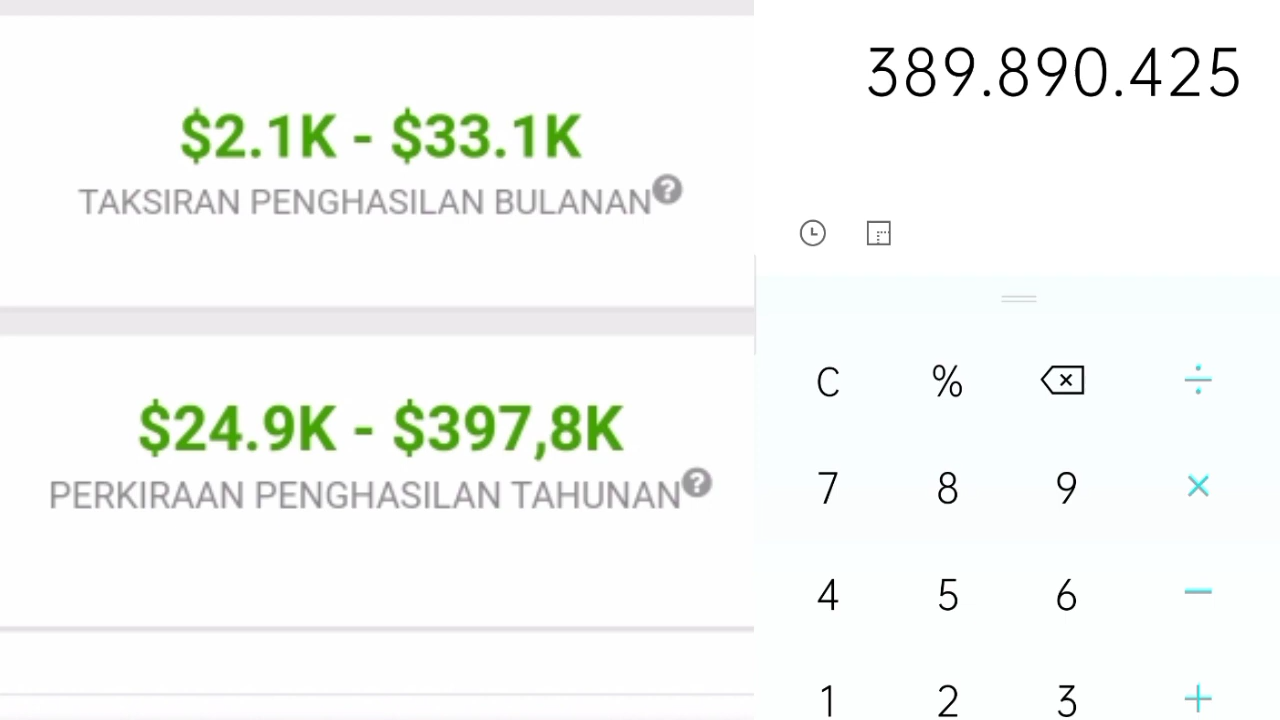 $2.1K - $33.1K
TAKSIRAN PENGHASILAN BULANAN?
$24.9K - $397,8K
PERKIRAAN PENGHASILAN TAHUNAN?
389.890.425
C % ÷
7 8 9 ×
4 5 6 −
1 2 3 +